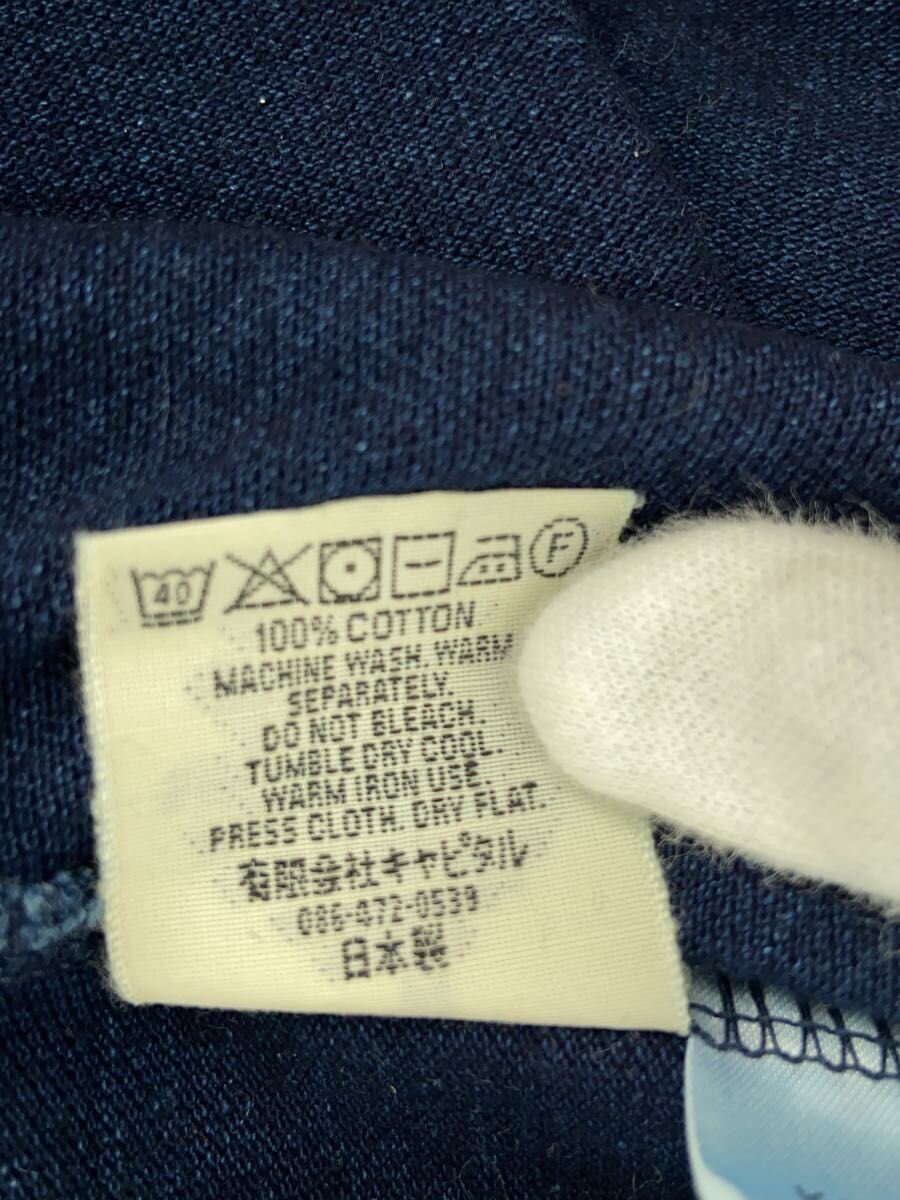 40 F
100% COTTON
MACHINE WASH. WARM
SEPARATELY.
DO NOT BLEACH.
TUMBLE DRY COOL.
WARM IRON USE
PRESS CLOTH. DRY FLAT.
有限会社キャピタル
086-472-0539
日本製